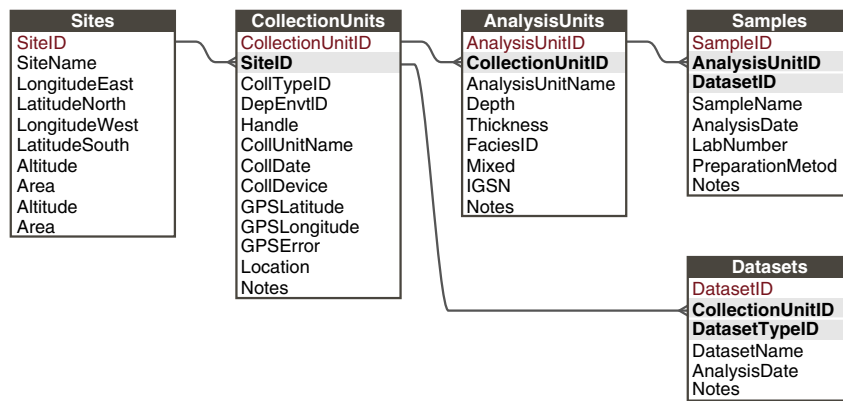 Sites
SiteID
SiteName
LongitudeEast
LatitudeNorth
LongitudeWest
LatitudeSouth
Altitude
Area
Altitude
Area
CollectionUnits
CollectionUnitID
SiteID
CollTypeID
DepEnvtID
Handle
CollUnitName
CollDate
CollDevice
GPSLatitude
GPSLongitude
GPSError
Location
Notes
AnalysisUnits
AnalysisUnitID
CollectionUnitID
AnalysisUnitName
Depth
Thickness
FaciesID
Mixed
IGSN
Notes
Samples
SampleID
AnalysisUnitID
DatasetID
SampleName
AnalysisDate
LabNumber
PreparationMetod
Notes
Datasets
DatasetID
CollectionUnitID
DatasetTypeID
DatasetName
AnalysisDate
Notes